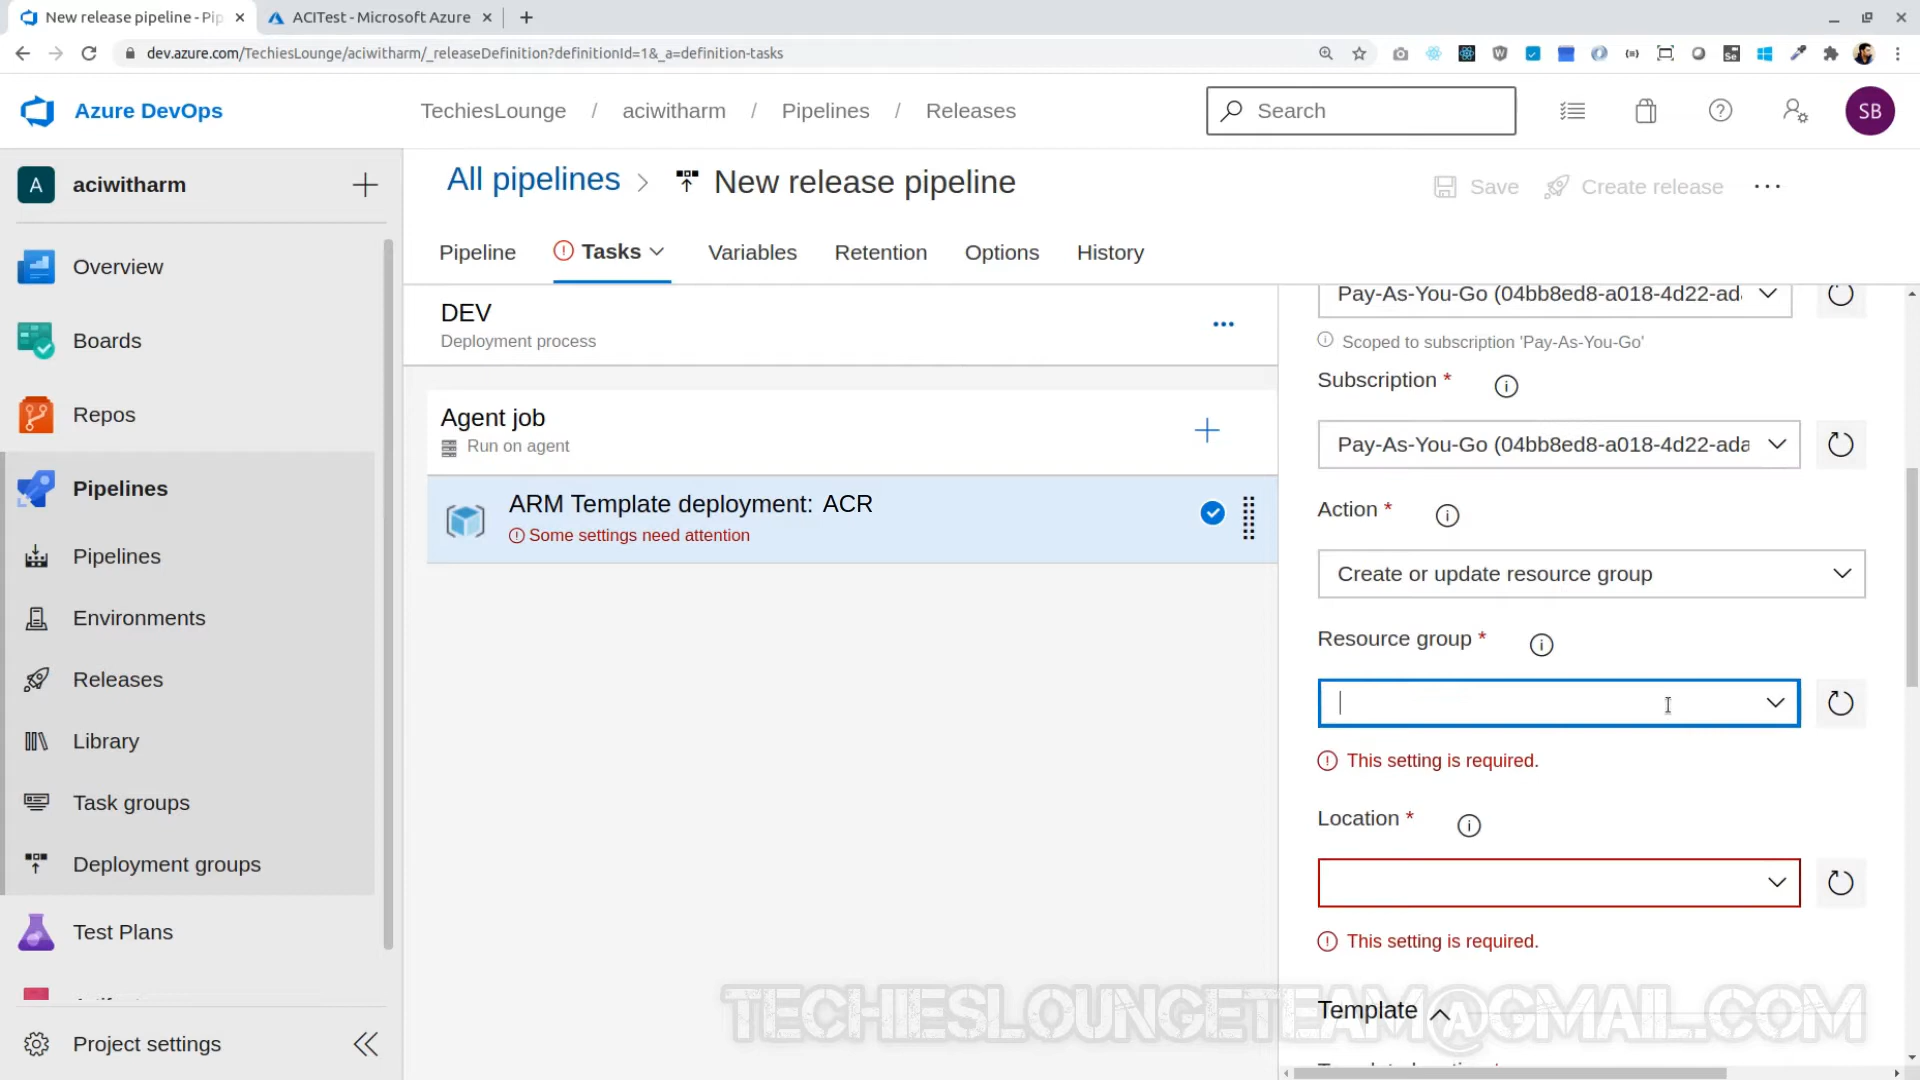 New release pipeline - Pip
ACITest - Microsoft Azure
dev.azure.com/TechiesLounge/aciwitharm/_releaseDefinition?definitionId=1&_a=definition-tasks
Azure DevOps
TechiesLounge / aciwitharm / Pipelines / Releases
Search
SB
A
aciwitharm
All pipelines
New release pipeline
Save
Create release
Pipeline
Tasks
Variables
Retention
Options
History
Overview
Boards
Repos
Pipelines
Pipelines
Environments
Releases
Library
Task groups
Deployment groups
Test Plans
Project settings
DEV
Deployment process
Agent job
Run on agent
ARM Template deployment: ACR
Some settings need attention
Pay-As-You-Go (04bb8ed8-a018-4d22-ad
Scoped to subscription 'Pay-As-You-Go'
Subscription *
Pay-As-You-Go (04bb8ed8-a018-4d22-ada
Action *
Create or update resource group
Resource group *
This setting is required.
Location *
This setting is required.
Template
TECHIESLOUNGETEAM@GMAIL.COM